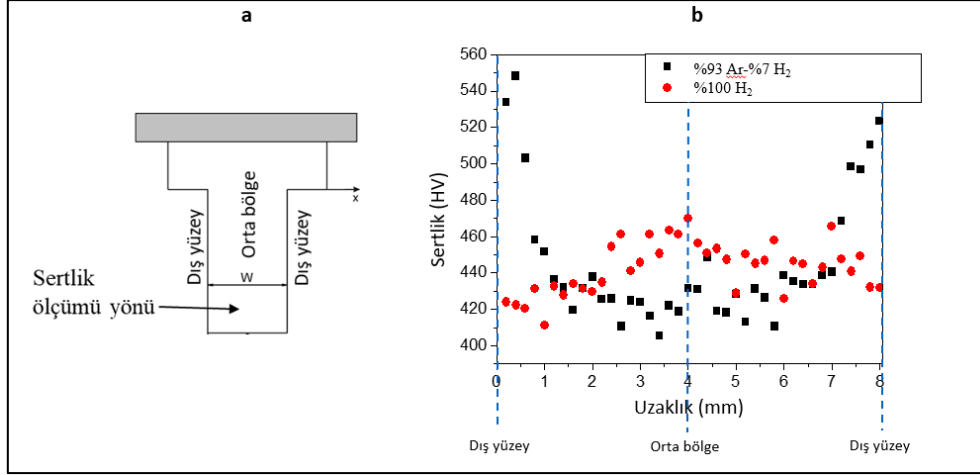 a
Dış yüzey
Orta bölge
Dış yüzey
x
W
Sertlik
ölçümü yönü
b
%93 Ar-%7 H₂
%100 H₂
Sertlik (HV)
560
540
520
500
480
460
440
420
400
0 1 2 3 4 5 6 7 8
Uzaklık (mm)
Dış yüzey Orta bölge Dış yüzey